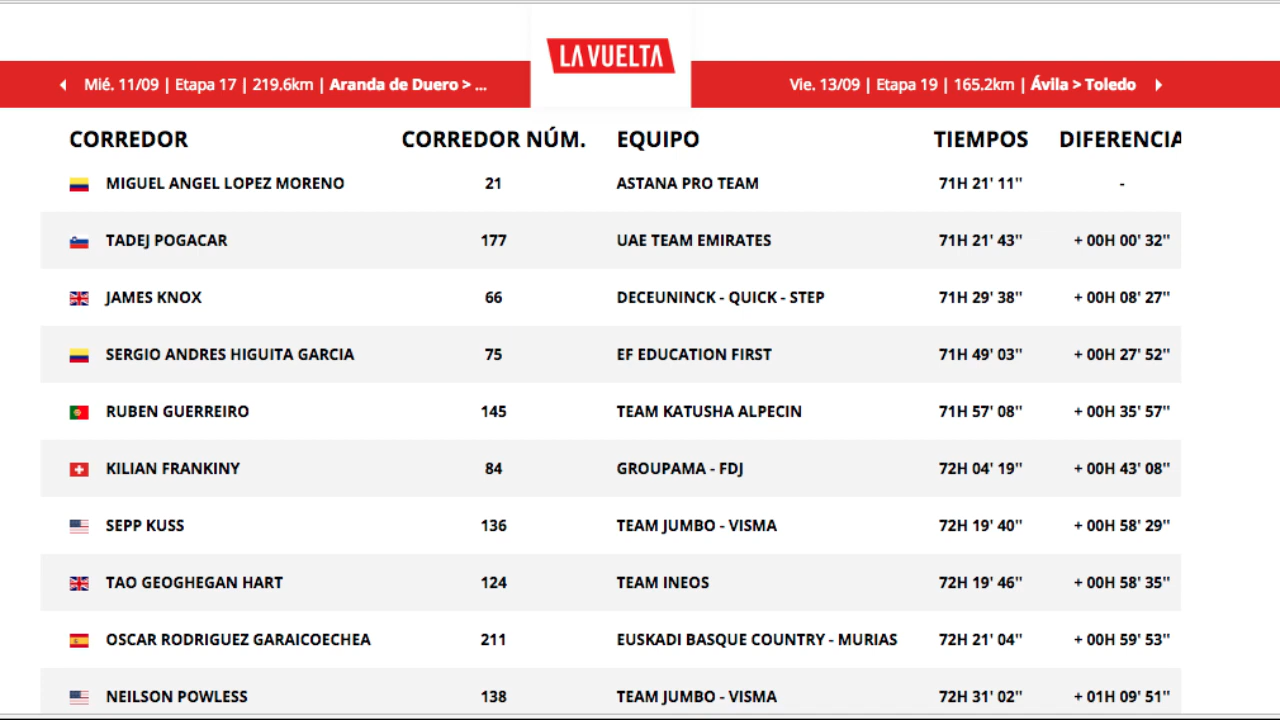 LA VUELTA
Mié. 11/09 | Etapa 17 | 219.6km | Aranda de Duero > ...
Vie. 13/09 | Etapa 19 | 165.2km | Ávila > Toledo
CORREDOR CORREDOR NÚM. EQUIPO TIEMPOS DIFERENCIA
MIGUEL ANGEL LOPEZ MORENO 21 ASTANA PRO TEAM 71H 21' 11'' -
TADEJ POGACAR 177 UAE TEAM EMIRATES 71H 21' 43'' + 00H 00' 32''
JAMES KNOX 66 DECEUNINCK - QUICK - STEP 71H 29' 38'' + 00H 08' 27''
SERGIO ANDRES HIGUITA GARCIA 75 EF EDUCATION FIRST 71H 49' 03'' + 00H 27' 52''
RUBEN GUERREIRO 145 TEAM KATUSHA ALPECIN 71H 57' 08'' + 00H 35' 57''
KILIAN FRANKINY 84 GROUPAMA - FDJ 72H 04' 19'' + 00H 43' 08''
SEPP KUSS 136 TEAM JUMBO - VISMA 72H 19' 40'' + 00H 58' 29''
TAO GEOGHEGAN HART 124 TEAM INEOS 72H 19' 46'' + 00H 58' 35''
OSCAR RODRIGUEZ GARAICOECHEA 211 EUSKADI BASQUE COUNTRY - MURIAS 72H 21' 04'' + 00H 59' 53''
NEILSON POWLESS 138 TEAM JUMBO - VISMA 72H 31' 02'' + 01H 09' 51''